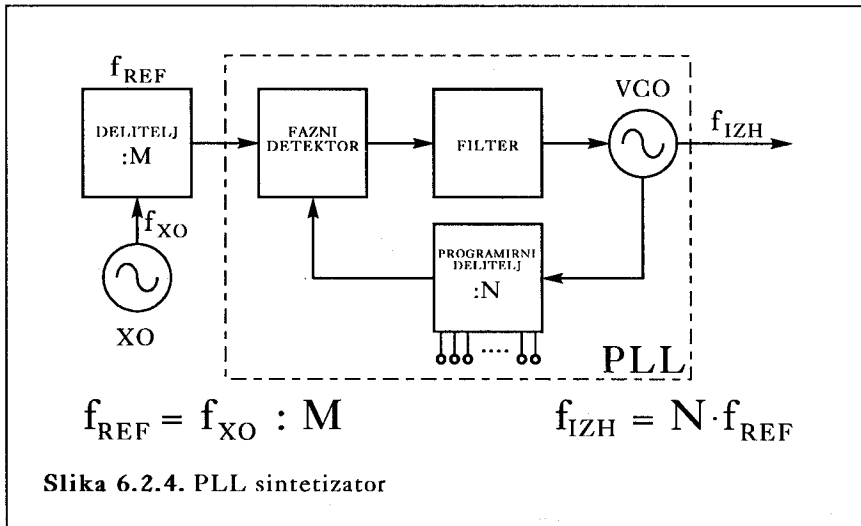 f_REF
VCO
DELITELJ
:M
FAZNI
DETEKTOR
FILTER
f_IZH
f_XO
XO
PROGRAMIRNI
DELITELJ
:N
PLL
f_REF = f_XO : M
f_IZH = N·f_REF
Slika 6.2.4. PLL sintetizator